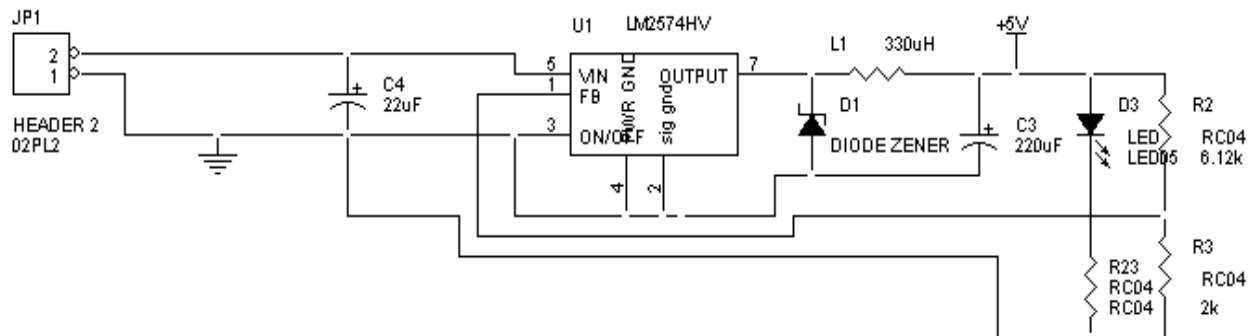 JP1
2
1
HEADER 2
02PL2
C4
22uF
U1
LM2574HV
5
1
3
VIN
FB
ON/OFF
PWR GND
sig gnd
OUTPUT
7
4
2
L1
330uH
D1
DIODE ZENER
+5V
C3
220uF
D3
LED
LED05
R2
RC04
6.12k
R23
RC04
RC04
R3
RC04
2k